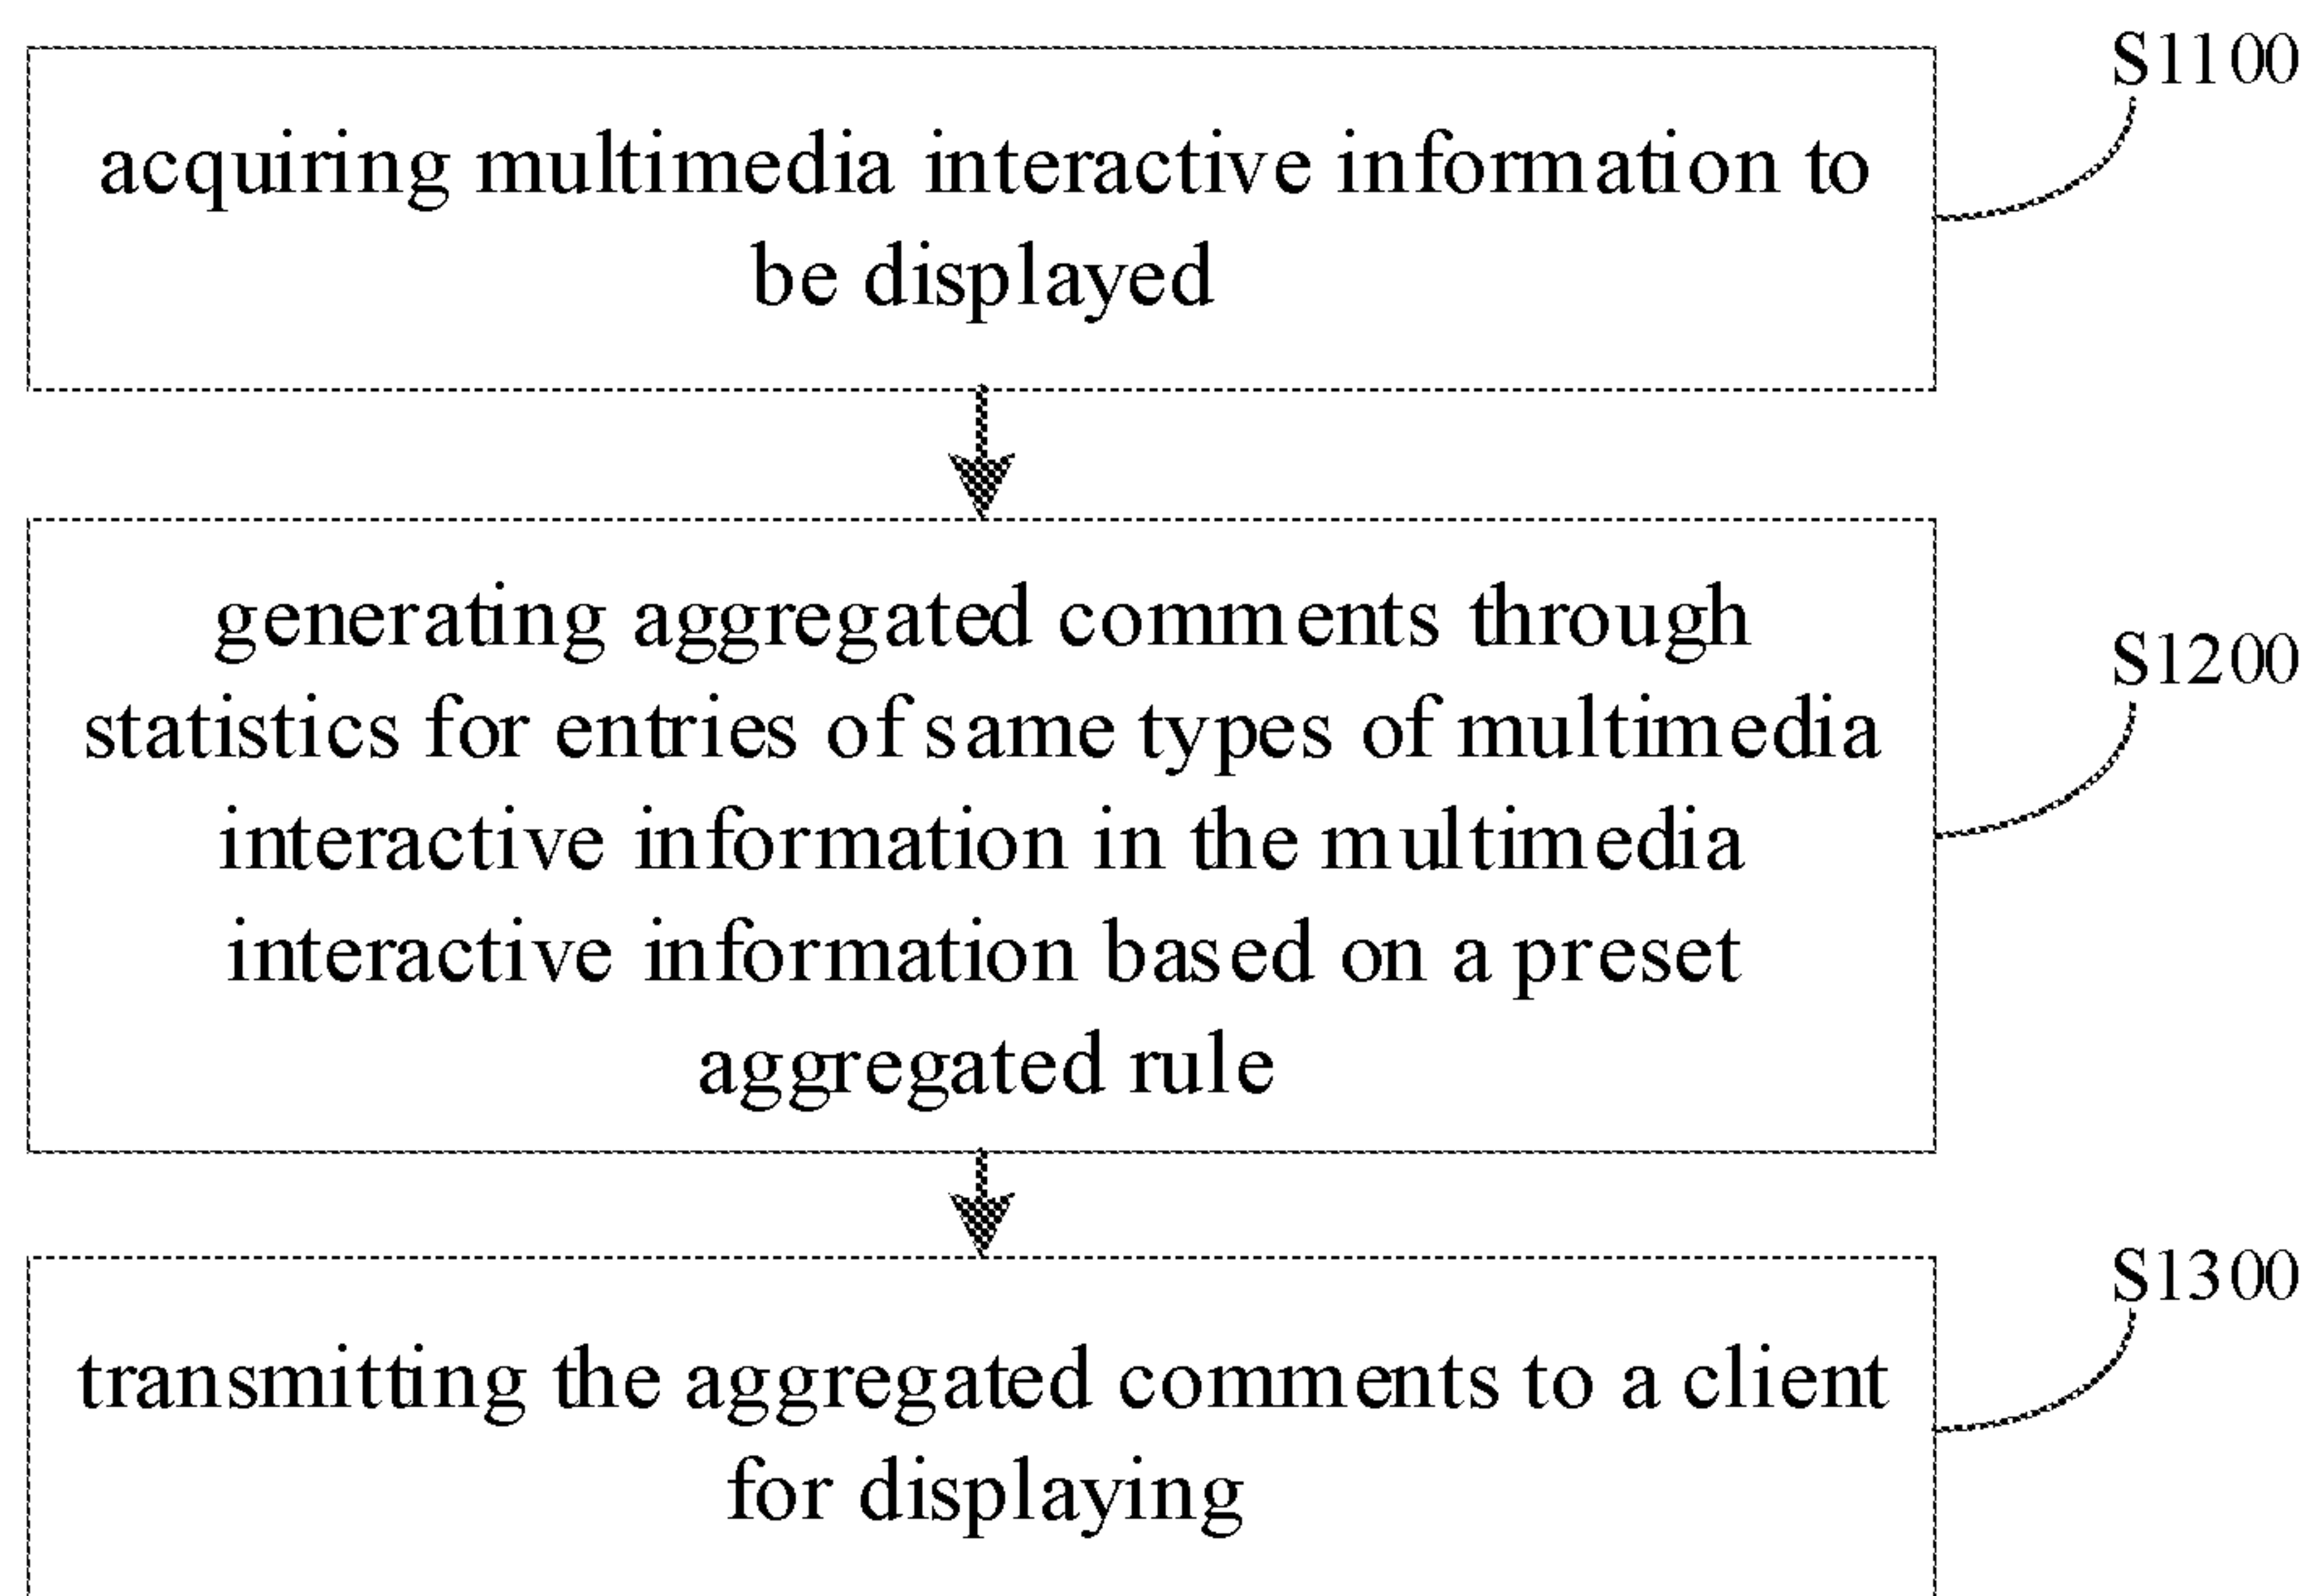 S1100
acquiring multimedia interactive information to
be displayed
generating aggregated comments through
S1200
statistics for entries of same types of multimedia
interactive information in the multimedia
interactive information based on a preset
aggregated rule
S1300
transmitting the aggregated comments to a client
for displaying